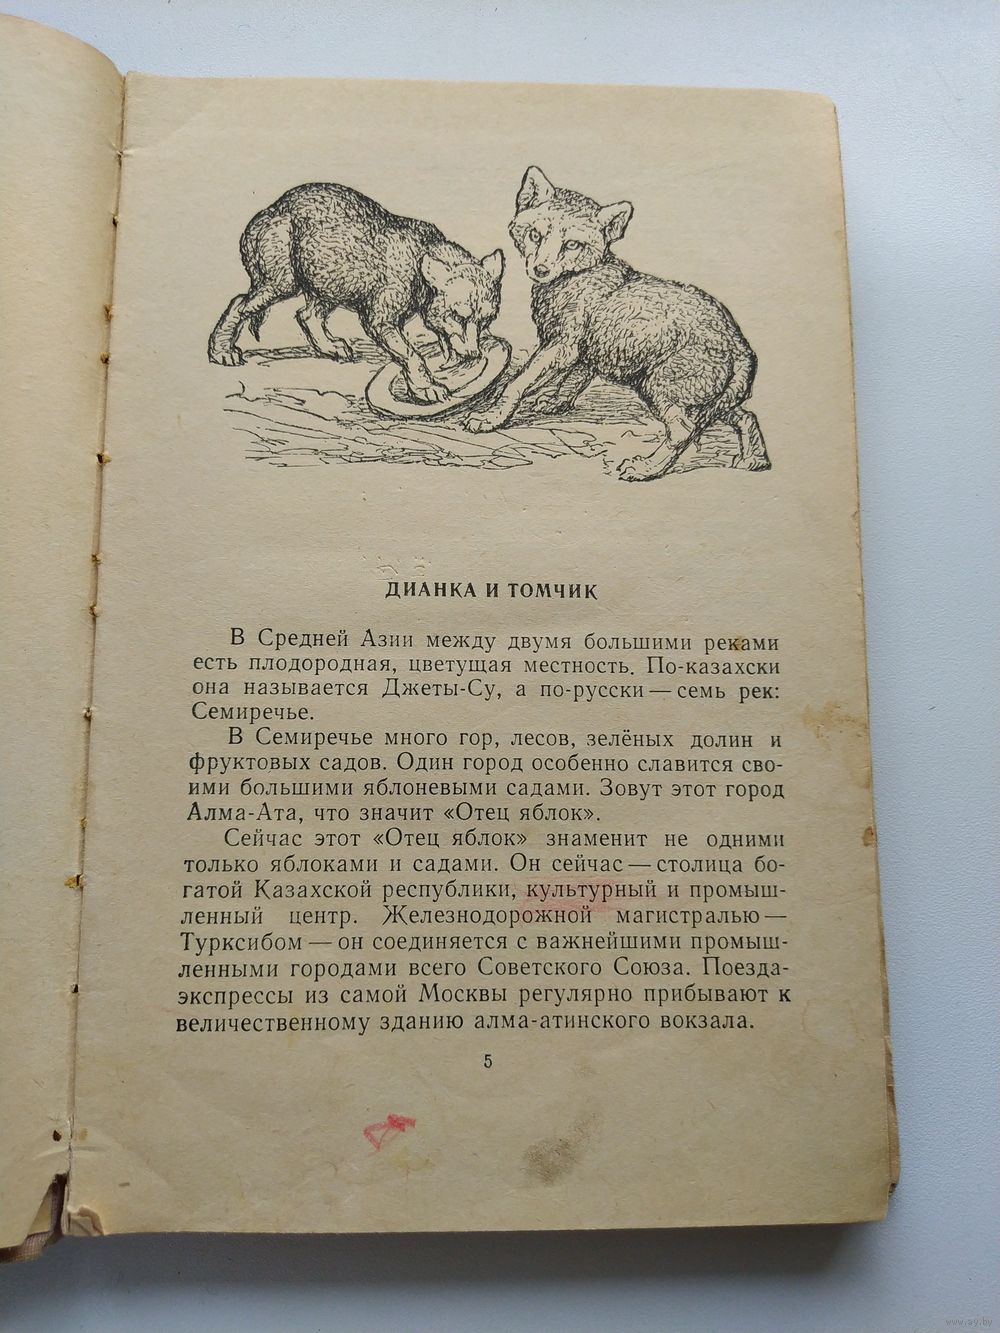 ДИАНКА И ТОМЧИК
В Средней Азии между двумя большими реками
есть плодородная, цветущая местность. По-казахски
она называется Джеты-Су, а по-русски — семь рек:
Семиречье.
В Семиречье много гор, лесов, зелёных долин и
фруктовых садов. Один город особенно славится сво-
ими большими яблоневыми садами. Зовут этот город
Алма-Ата, что значит «Отец яблок».
Сейчас этот «Отец яблок» знаменит не одними
только яблоками и садами. Он сейчас — столица бо-
гатой Казахской республики, культурный и промыш-
ленный центр. Железнодорожной магистралью —
Турксибом — он соединяется с важнейшими промыш-
ленными городами всего Советского Союза. Поезда-
экспрессы из самой Москвы регулярно прибывают к
величественному зданию алма-атинского вокзала.
5
www.ay.by